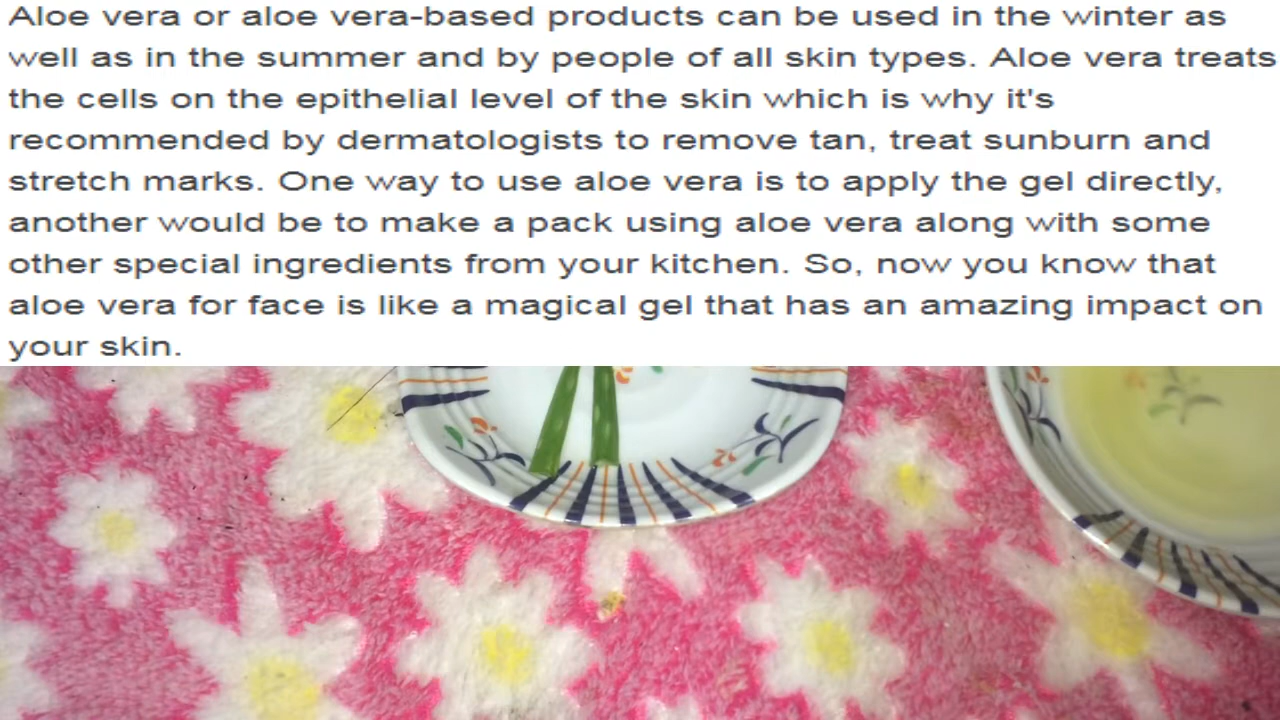 Aloe vera or aloe vera-based products can be used in the winter as
well as in the summer and by people of all skin types. Aloe vera treats
the cells on the epithelial level of the skin which is why it's
recommended by dermatologists to remove tan, treat sunburn and
stretch marks. One way to use aloe vera is to apply the gel directly,
another would be to make a pack using aloe vera along with some
other special ingredients from your kitchen. So, now you know that
aloe vera for face is like a magical gel that has an amazing impact on
your skin.